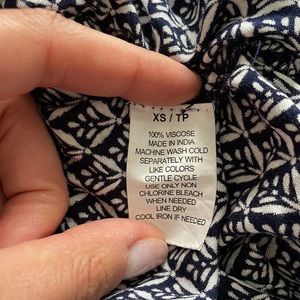 XS / TP
100% VISCOSE
MADE IN INDIA
MACHINE WASH COLD
SEPARATELY WITH
LIKE COLORS
GENTLE CYCLE
USE ONLY NON
CHLORINE BLEACH
WHEN NEEDED
LINE DRY
COOL IRON IF NEEDED